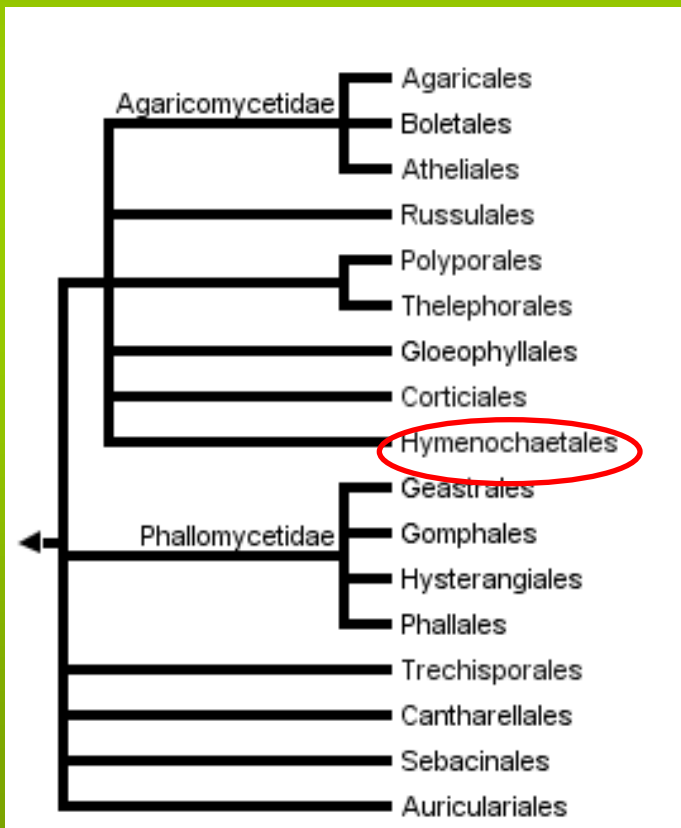 Agaricales
Agaricomycetidae
Boletales
Atheliales
Russulales
Polyporales
Thelephorales
Gloeophyllales
Corticiales
Hymenochaetales
Geastrales
Gomphales
Phallomycetidae
Hysterangiales
Phallales
Trechisporales
Cantharellales
Sebacinales
Auriculariales